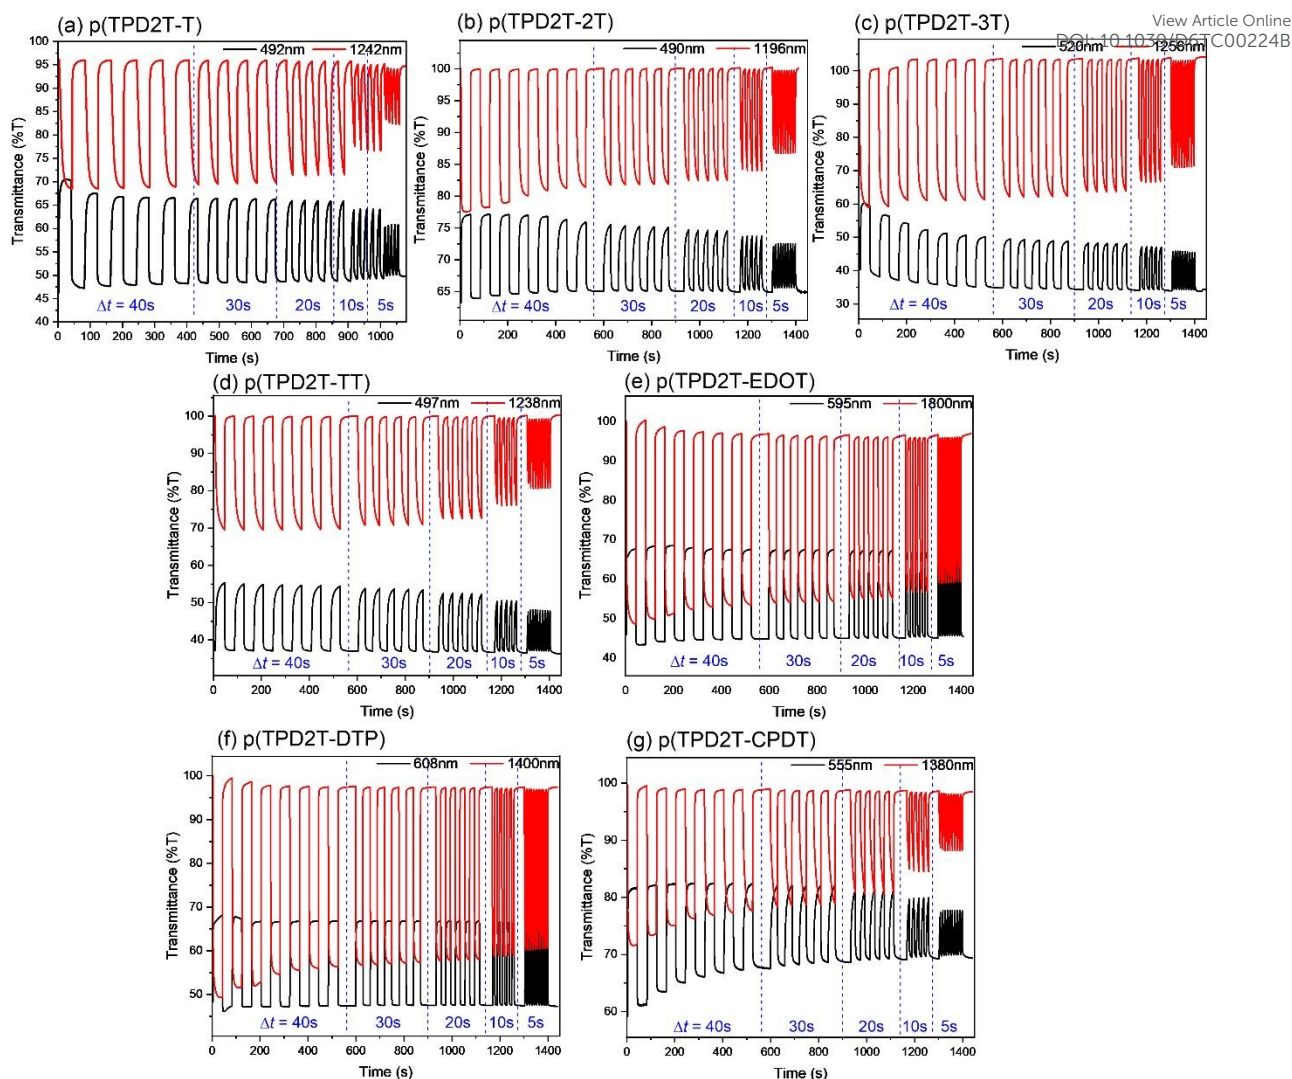 View Article Online
DOI: 10.1039/D6TC00224B
(a) p(TPD2T-T)
492nm 1242nm
Transmittance (%T)
100
95
90
85
80
75
70
65
60
55
50
45
40
Δt = 40s 30s 20s 10s 5s
0 100 200 300 400 500 600 700 800 900 1000
Time (s)
(b) p(TPD2T-2T)
490nm 1196nm
Transmittance (%T)
100
95
90
85
80
75
70
65
Δt = 40s 30s 20s 10s 5s
0 200 400 600 800 1000 1200 1400
Time (s)
(c) p(TPD2T-3T)
520nm 1256nm
Transmittance (%T)
110
100
90
80
70
60
50
40
30
Δt = 40s 30s 20s 10s 5s
0 200 400 600 800 1000 1200 1400
Time (s)
(d) p(TPD2T-TT)
497nm 1238nm
Transmittance (%T)
100
90
80
70
60
50
40
Δt = 40s 30s 20s 10s 5s
0 200 400 600 800 1000 1200 1400
Time (s)
(e) p(TPD2T-EDOT)
595nm 1800nm
Transmittance (%T)
100
90
80
70
60
50
40
Δt = 40s 30s 20s 10s 5s
0 200 400 600 800 1000 1200 1400
Time (s)
(f) p(TPD2T-DTP)
608nm 1400nm
Transmittance (%T)
100
90
80
70
60
50
Δt = 40s 30s 20s 10s 5s
0 200 400 600 800 1000 1200 1400
Time (s)
(g) p(TPD2T-CPDT)
555nm 1380nm
Transmittance (%T)
100
90
80
70
60
Δt = 40s 30s 20s 10s 5s
0 200 400 600 800 1000 1200 1400
Time (s)